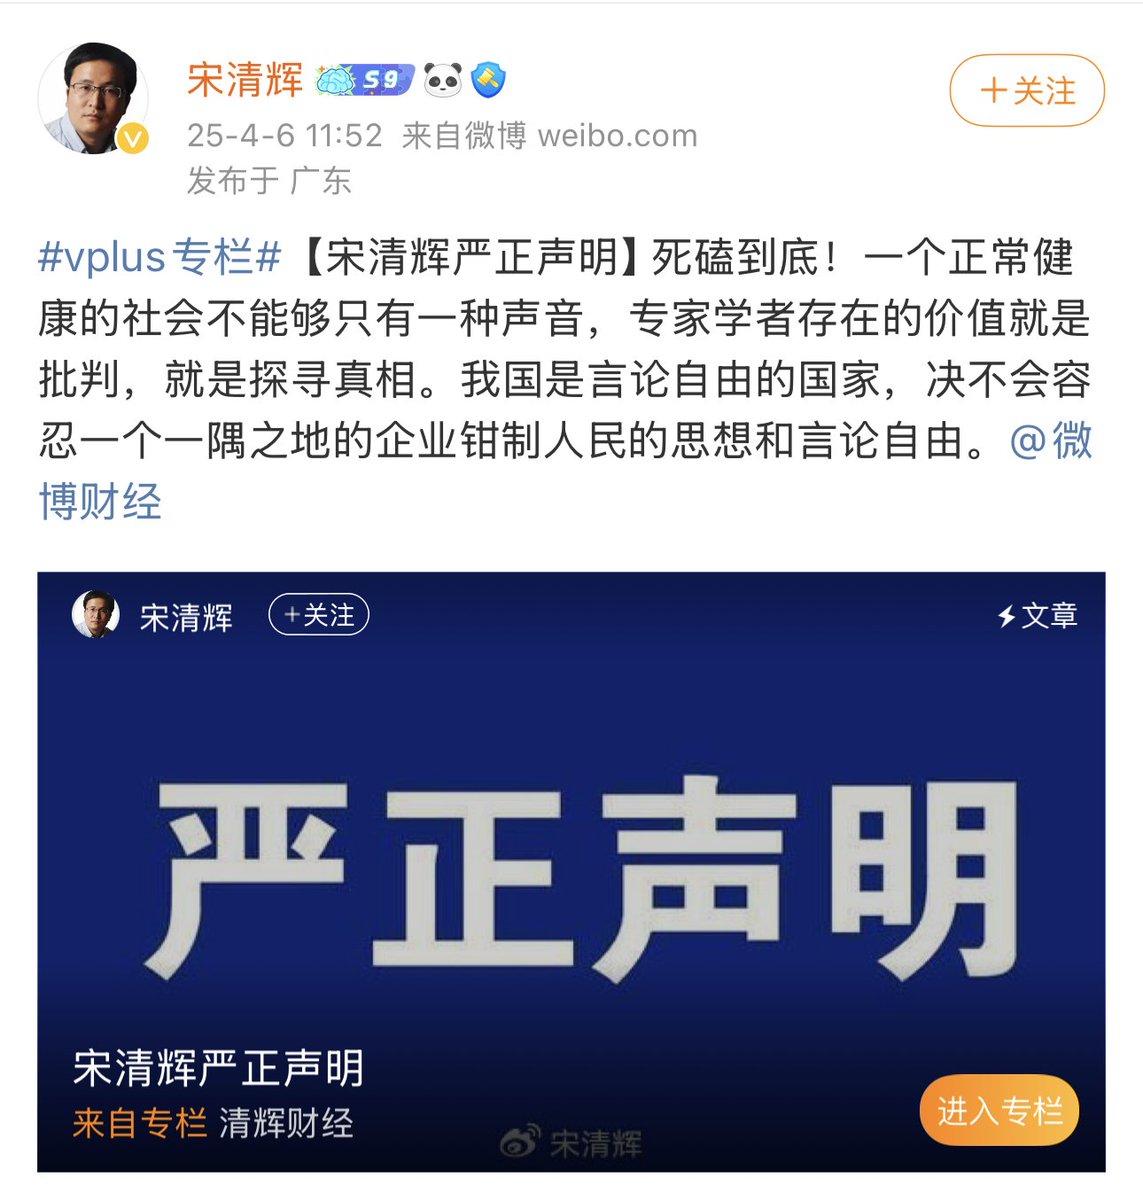 宋清辉 S9
+关注
25-4-6 11:52 来自微博 weibo.com
发布于 广东
#vplus专栏#【宋清辉严正声明】死磕到底！一个正常健
康的社会不能够只有一种声音，专家学者存在的价值就是
批判，就是探寻真相。我国是言论自由的国家，决不会容
忍一个一隅之地的企业钳制人民的思想和言论自由。@微
博财经
宋清辉 +关注 文章
严正声明
宋清辉严正声明
来自专栏 清辉财经
进入专栏
宋清辉